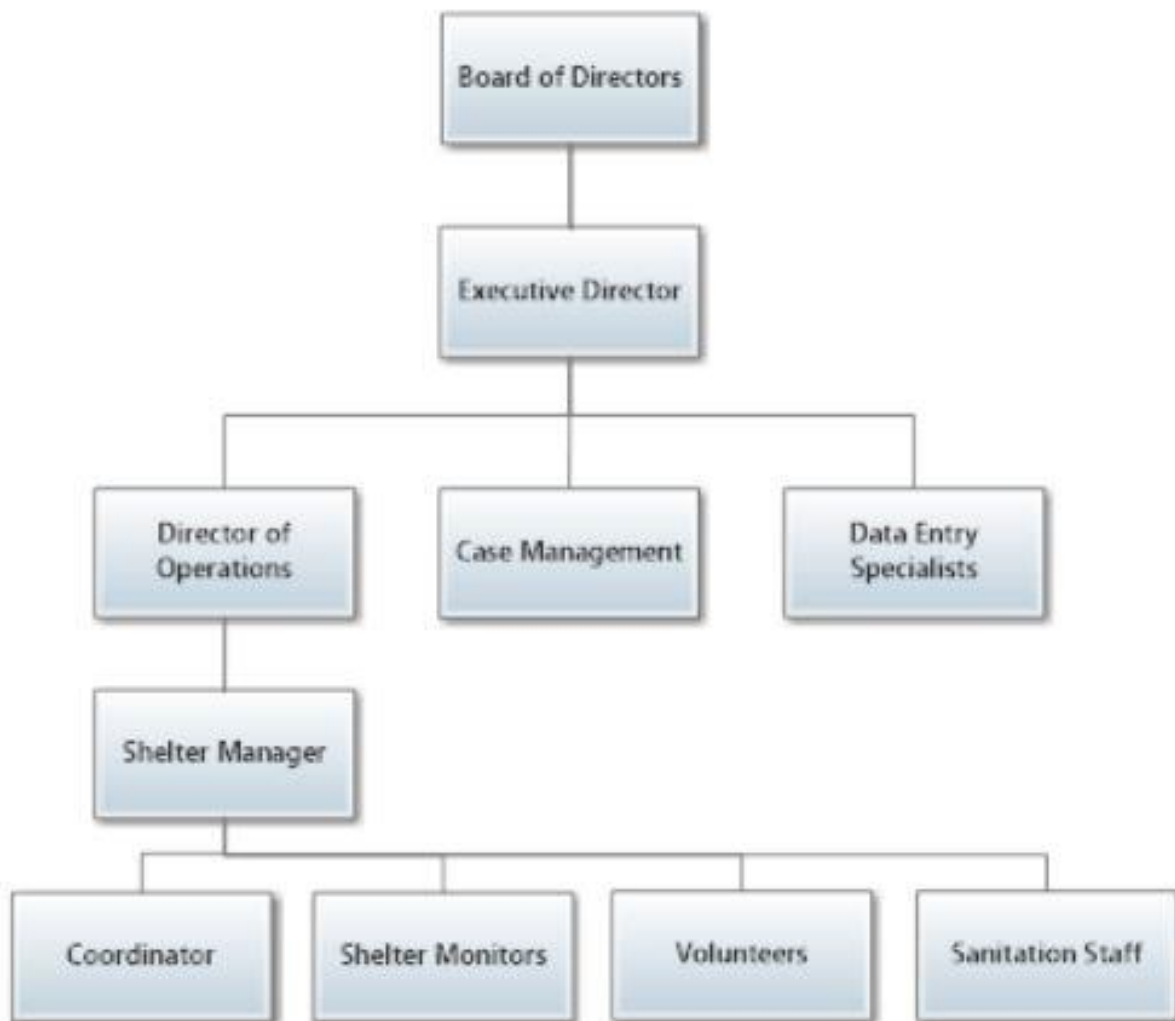 Board of Directors
Executive Director
Director of
Operations
Case Management
Data Entry
Specialists
Shelter Manager
Coordinator
Shelter Monitors
Volunteers
Sanitation Staff